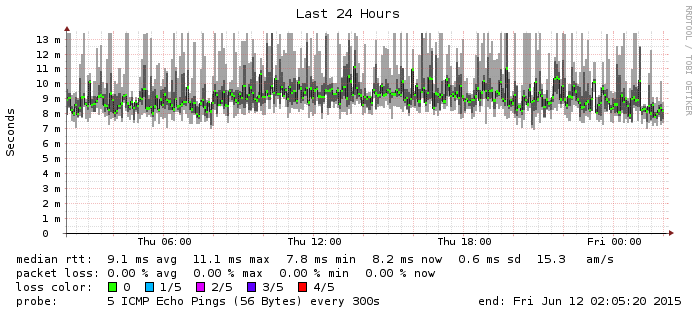 Last 24 Hours
RRDTOOL / TOBI OETIKER
Seconds
13 m
12 m
11 m
10 m
9 m
8 m
7 m
6 m
5 m
4 m
3 m
2 m
1 m
0
Thu 06:00 Thu 12:00 Thu 18:00 Fri 00:00
median rtt: 9.1 ms avg 11.1 ms max 7.8 ms min 8.2 ms now 0.6 ms sd 15.3 am/s
packet loss: 0.00 % avg 0.00 % max 0.00 % min 0.00 % now
loss color: 0 1/5 2/5 3/5 4/5
probe: 5 ICMP Echo Pings (56 Bytes) every 300s end: Fri Jun 12 02:05:20 2015